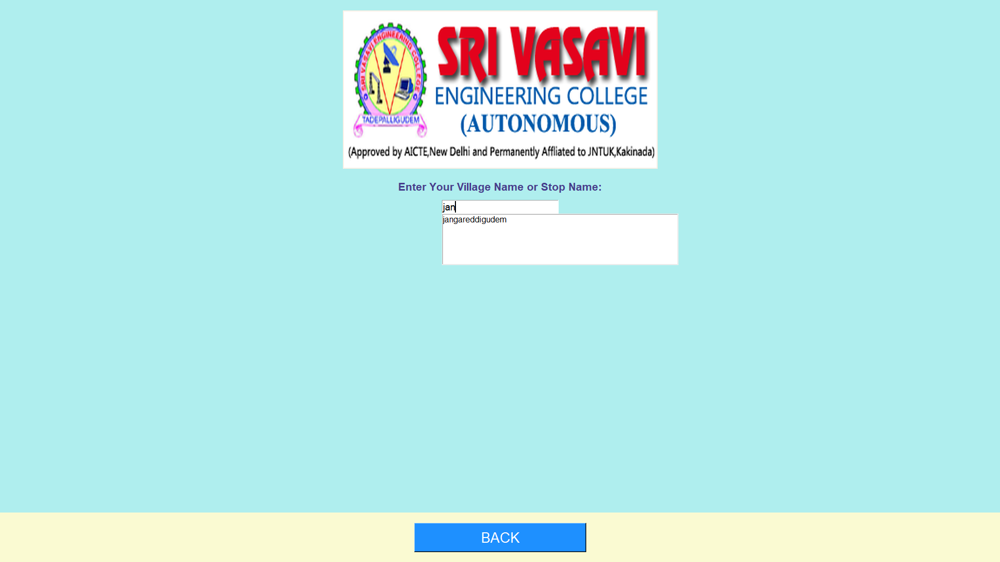 SRI VASAVI ENGINEERING COLLEGE
TADEPALLIGUDEM
SRI VASAVI
ENGINEERING COLLEGE
(AUTONOMOUS)
(Approved by AICTE,New Delhi and Permanently Affliated to JNTUK,Kakinada)
Enter Your Village Name or Stop Name:
jan
jangareddigudem
BACK